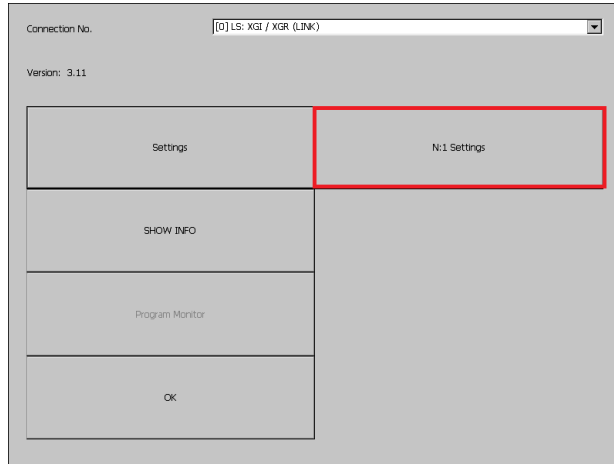 Connection No.
[0] LS: XGI / XGR (LINK)
Version: 3.11
Settings
N:1 Settings
SHOW INFO
Program Monitor
OK